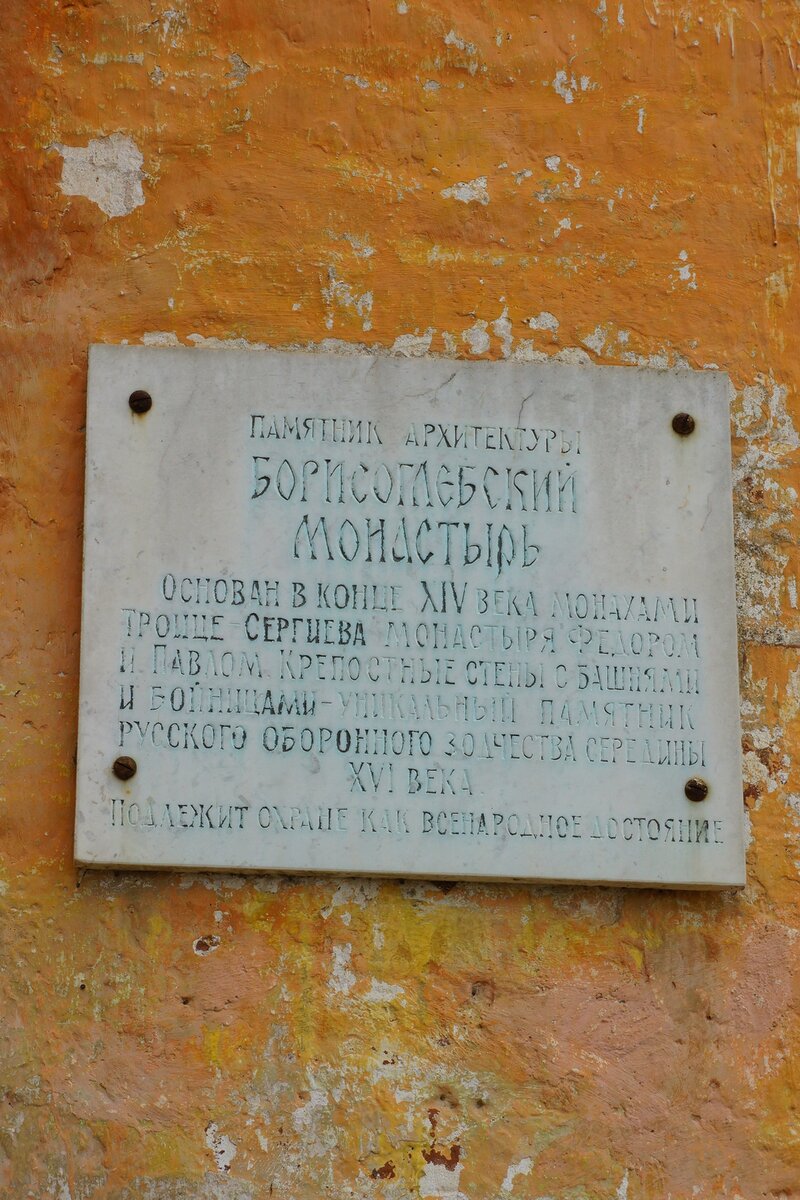 ПАМЯТНИК АРХИТЕКТУРЫ
БОРИСОГЛЕБСКИЙ
МОНАСТЫРЬ
ОСНОВАН В КОНЦЕ XIV ВЕКА МОНАХАМИ
ТРОИЦЕ-СЕРГИЕВА МОНАСТЫРЯ ФЕДОРОМ
И ПАВЛОМ. КРЕПОСТНЫЕ СТЕНЫ С БАШНЯМИ
И БОЙНИЦАМИ-УНИКАЛЬНЫЙ ПАМЯТНИК
РУССКОГО ОБОРОННОГО ЗОДЧЕСТВА СЕРЕДИНЫ
XVI ВЕКА.
ПОДЛЕЖИТ ОХРАНЕ КАК ВСЕНАРОДНОЕ ДОСТОЯНИЕ